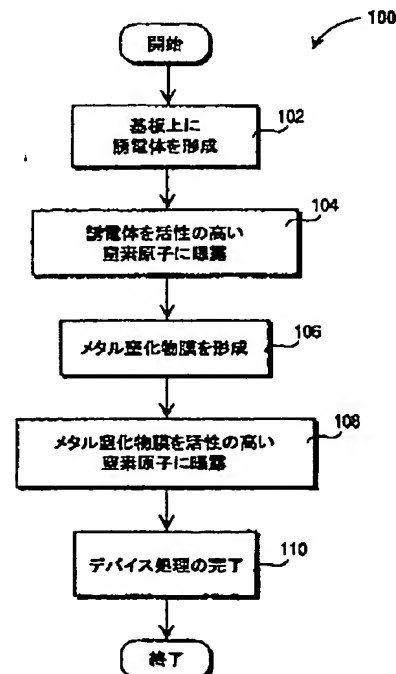 100
開始
102
基板上に
誘電体を形成
104
誘電体を活性の高い
窒素原子に曝露
106
メタル窒化物膜を形成
108
メタル窒化物膜を活性の高い
窒素原子に曝露
110
デバイス処理の完了
終了